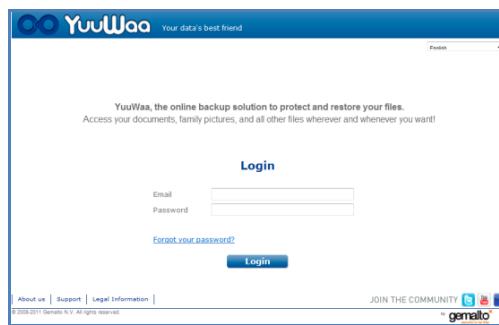 YuuWaa Your data's best friend
English
YuuWaa, the online backup solution to protect and restore your files.
Access your documents, family pictures, and all other files wherever and whenever you want!
Login
Email
Password
Forgot your password?
Login
About us | Support | Legal Information |
JOIN THE COMMUNITY
© 2008-2011 Gemalto N.V. All rights reserved.
gemalto